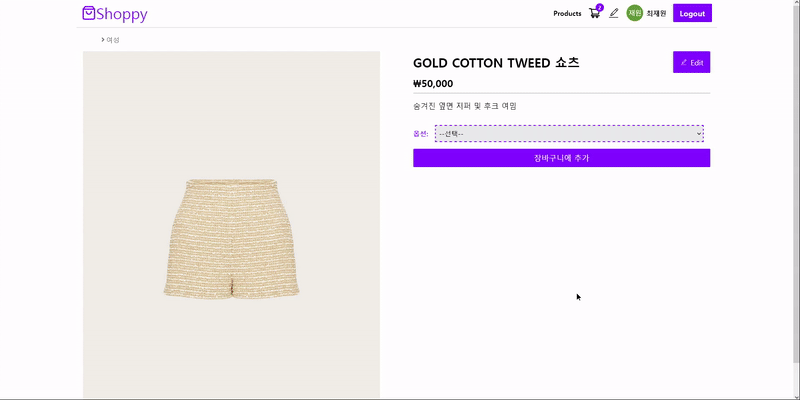 Shoppy
Products 2 재원 최재원 Logout
> 여성
GOLD COTTON TWEED 쇼츠
Edit
₩50,000
숨겨진 옆면 지퍼 및 후크 여밈
옵션: --선택--
장바구니에 추가